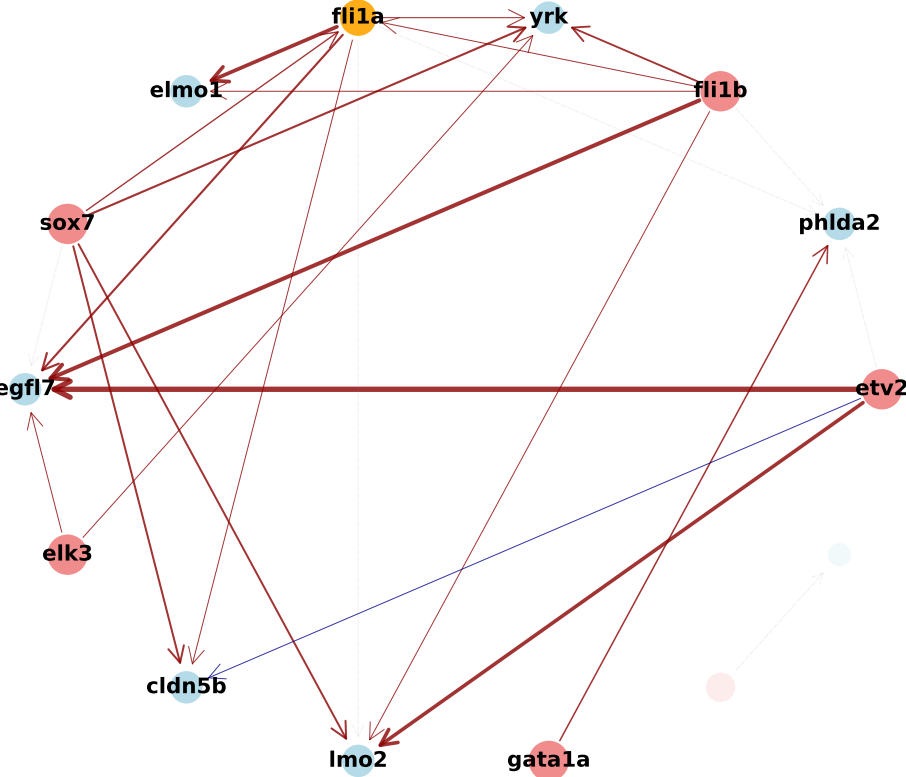 fli1a
yrk
elmo1
fli1b
sox7
phlda2
egfl7
etv2
elk3
cldn5b
lmo2
gata1a